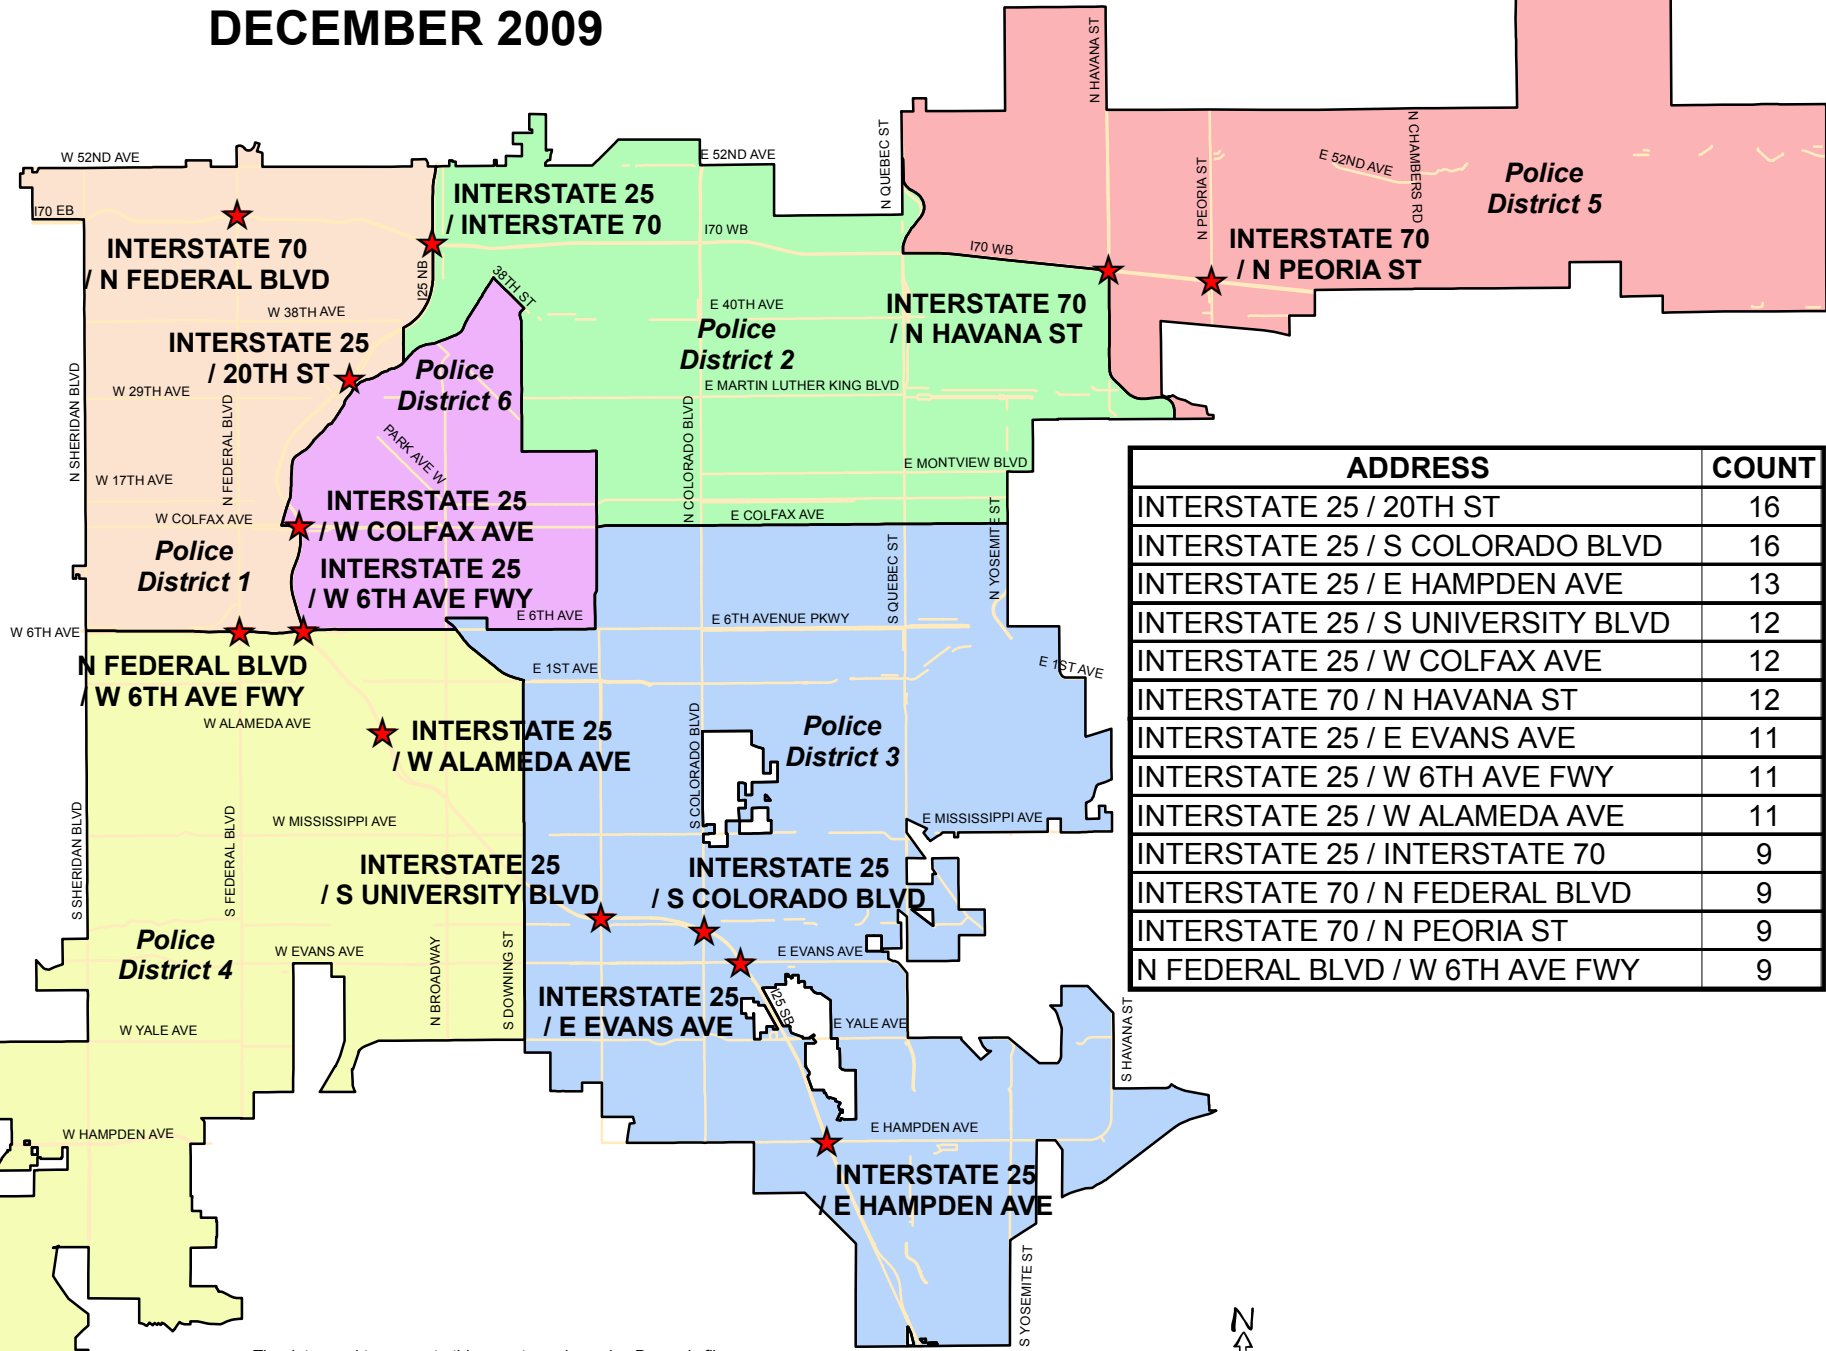 DECEMBER 2009
W 52ND AVE
E 52ND AVE
N QUEBEC ST
N HAVANA ST
N PEORIA ST
E 52ND AVE
N CHAMBERS RD
Police
District 5
I70 EB
INTERSTATE 70
/ N FEDERAL BLVD
INTERSTATE 25
/ INTERSTATE 70
I25 NB
I70 WB
I70 WB
INTERSTATE 70
/ N PEORIA ST
38TH ST
W 38TH AVE
E 40TH AVE
Police
District 2
INTERSTATE 70
/ N HAVANA ST
INTERSTATE 25
/ 20TH ST
Police
District 6
N SHERIDAN BLVD
W 29TH AVE
N FEDERAL BLVD
E MARTIN LUTHER KING BLVD
N COLORADO BLVD
PARK AVE W
W 17TH AVE
E MONTVIEW BLVD
W COLFAX AVE
INTERSTATE 25
/ W COLFAX AVE
E COLFAX AVE
N YOSEMITE ST
Police
District 1
INTERSTATE 25
/ W 6TH AVE FWY
S QUEBEC ST
W 6TH AVE
E 6TH AVE
E 6TH AVENUE PKWY
N FEDERAL BLVD
/ W 6TH AVE FWY
E 1ST AVE
E 1ST AVE
W ALAMEDA AVE
INTERSTATE 25
/ W ALAMEDA AVE
S COLORADO BLVD
Police
District 3
S SHERIDAN BLVD
S FEDERAL BLVD
W MISSISSIPPI AVE
E MISSISSIPPI AVE
INTERSTATE 25
/ S UNIVERSITY BLVD
INTERSTATE 25
/ S COLORADO BLVD
Police
District 4
W EVANS AVE
N BROADWAY
S DOWNING ST
E EVANS AVE
INTERSTATE 25
/ E EVANS AVE
I25 SB
W YALE AVE
E YALE AVE
S HAVANA ST
W HAMPDEN AVE
E HAMPDEN AVE
INTERSTATE 25
/ E HAMPDEN AVE
S YOSEMITE ST
ADDRESS COUNT
INTERSTATE 25 / 20TH ST 16
INTERSTATE 25 / S COLORADO BLVD 16
INTERSTATE 25 / E HAMPDEN AVE 13
INTERSTATE 25 / S UNIVERSITY BLVD 12
INTERSTATE 25 / W COLFAX AVE 12
INTERSTATE 70 / N HAVANA ST 12
INTERSTATE 25 / E EVANS AVE 11
INTERSTATE 25 / W 6TH AVE FWY 11
INTERSTATE 25 / W ALAMEDA AVE 11
INTERSTATE 25 / INTERSTATE 70 9
INTERSTATE 70 / N FEDERAL BLVD 9
INTERSTATE 70 / N PEORIA ST 9
N FEDERAL BLVD / W 6TH AVE FWY 9
N